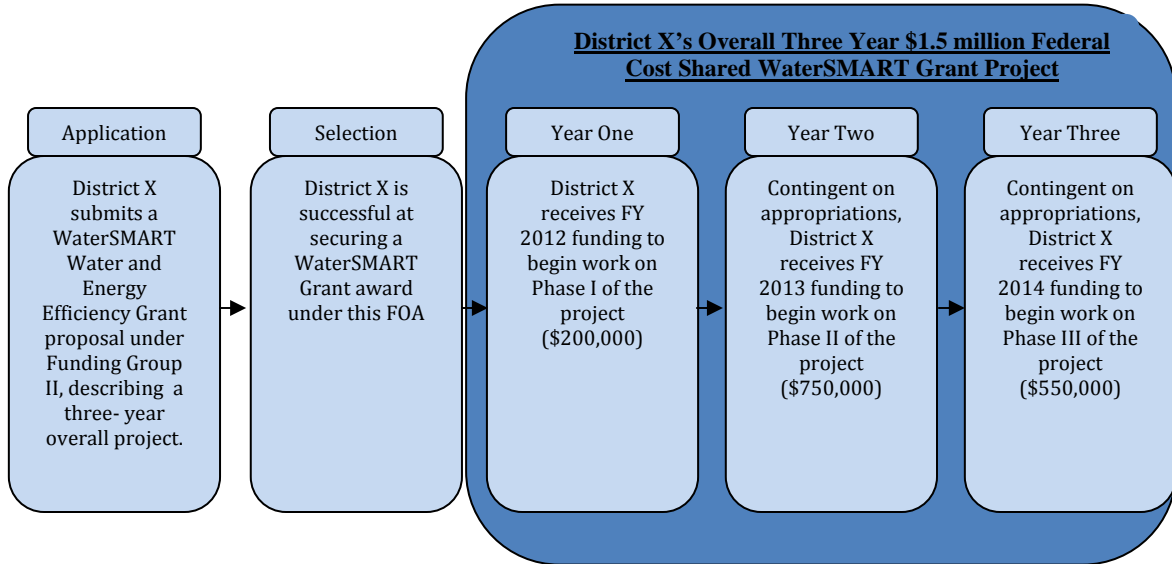 District X's Overall Three Year $1.5 million Federal
Cost Shared WaterSMART Grant Project
Application
District X
submits a
WaterSMART
Water and
Energy
Efficiency Grant
proposal under
Funding Group
II, describing a
three- year
overall project.
Selection
District X is
successful at
securing a
WaterSMART
Grant award
under this FOA
Year One
District X
receives FY
2012 funding to
begin work on
Phase I of the
project
($200,000)
Year Two
Contingent on
appropriations,
District X
receives FY
2013 funding to
begin work on
Phase II of the
project
($750,000)
Year Three
Contingent on
appropriations,
District X
receives FY
2014 funding to
begin work on
Phase III of the
project
($550,000)